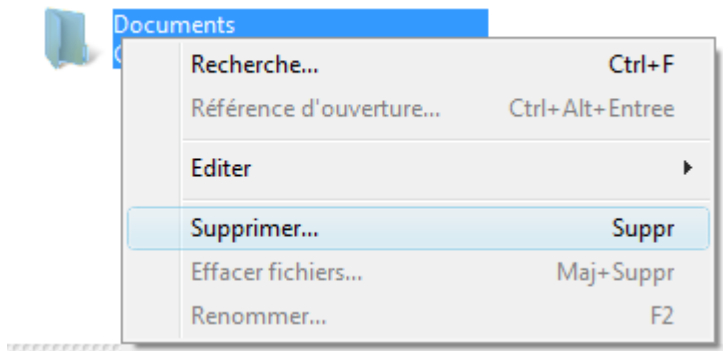 Documents
Recherche... Ctrl+F
Référence d'ouverture... Ctrl+Alt+Entree
Editer
Supprimer... Suppr
Effacer fichiers... Maj+Suppr
Renommer... F2